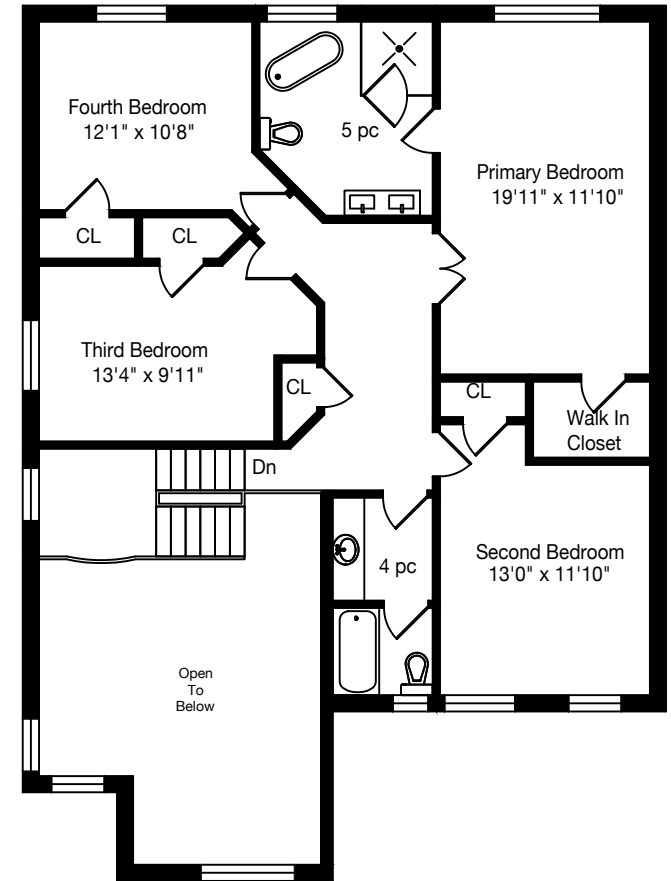 Fourth Bedroom
12'1" x 10'8"
5 pc
Primary Bedroom
19'11" x 11'10"
CL
CL
Third Bedroom
13'4" x 9'11"
CL
CL
Walk In
Closet
Dn
4 pc
Second Bedroom
13'0" x 11'10"
Open
To
Below